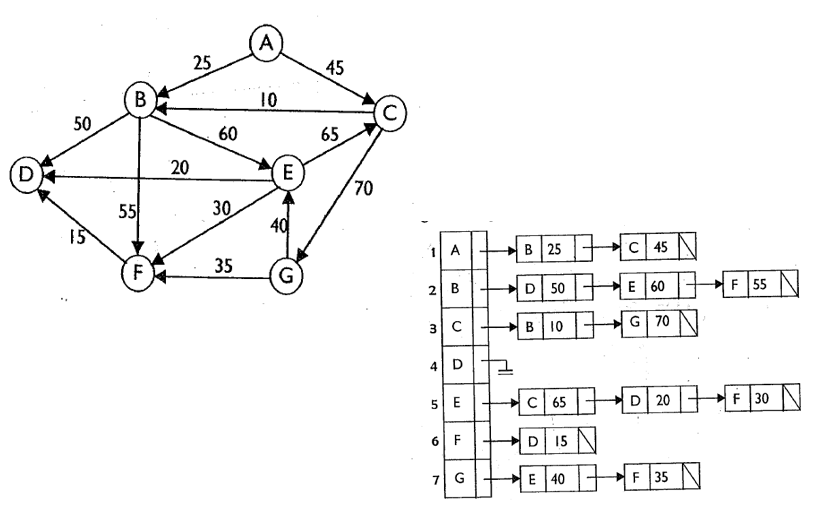 A
25
45
B
10
C
50
60
65
D
20
E
70
55
30
40
15
F
35
G
1 A B 25 C 45
2 B D 50 E 60 F 55
3 C B 10 G 70
4 D
5 E C 65 D 20 F 30
6 F D 15
7 G E 40 F 35